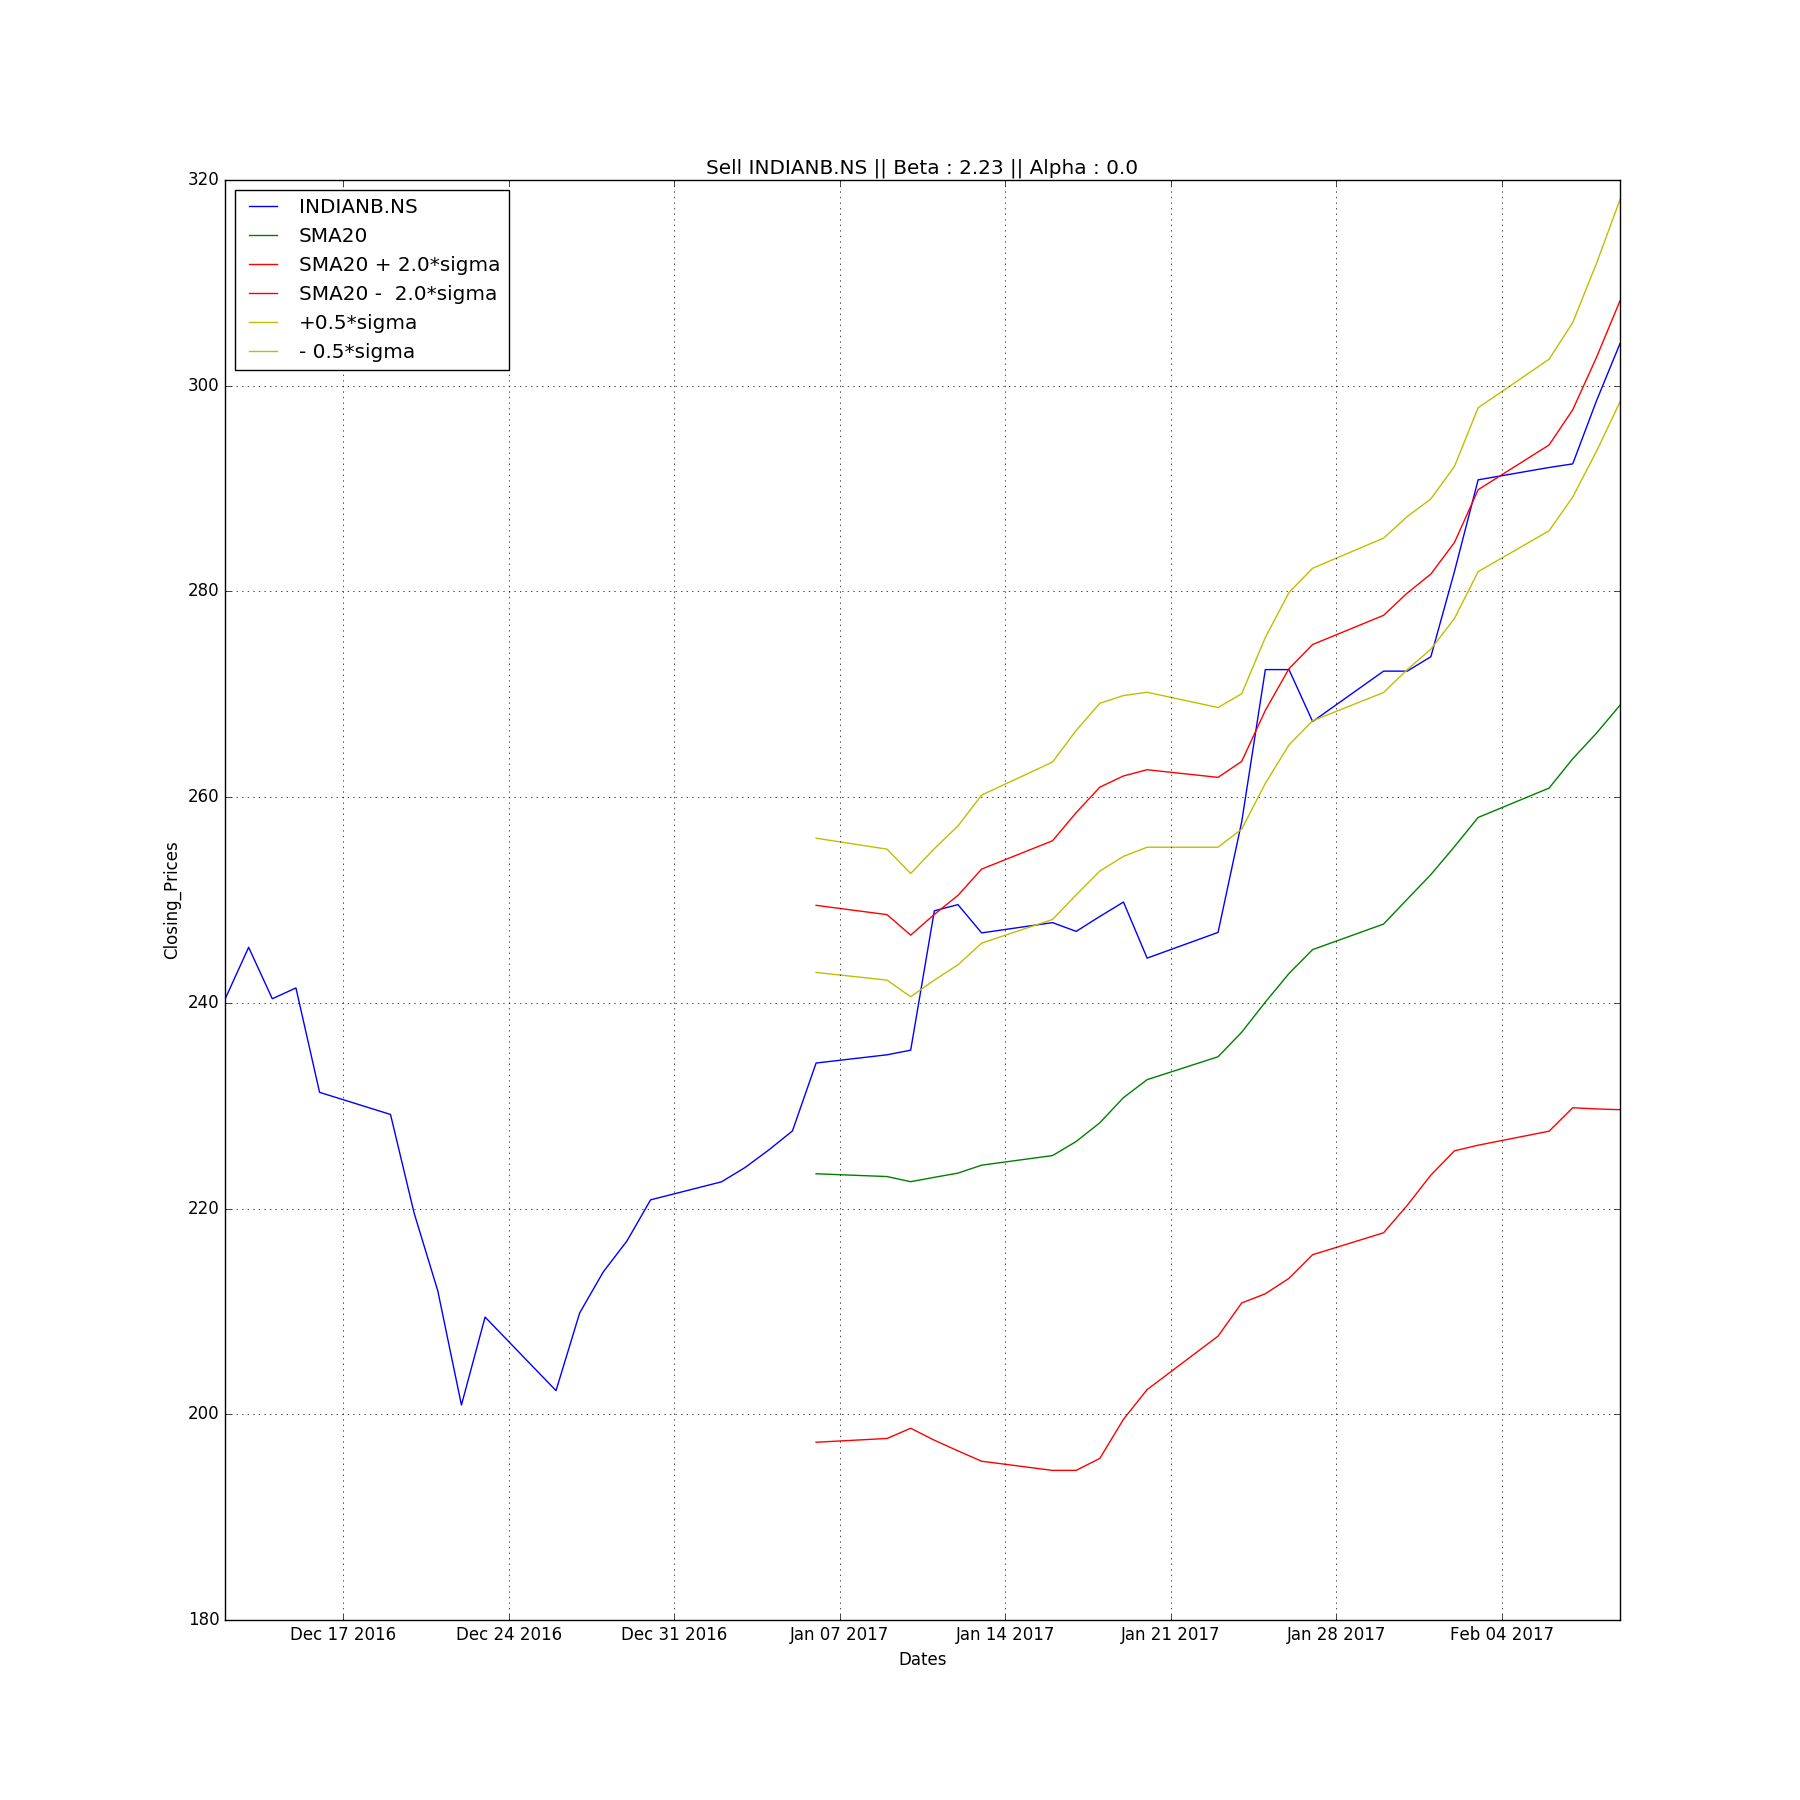 Sell INDIANB.NS || Beta : 2.23 || Alpha : 0.0
320
INDIANB.NS
SMA20
SMA20 + 2.0*sigma
SMA20 -  2.0*sigma
+0.5*sigma
- 0.5*sigma
300
280
260
Closing_Prices
240
220
200
180
Dec 17 2016 Dec 24 2016 Dec 31 2016 Jan 07 2017 Jan 14 2017 Jan 21 2017 Jan 28 2017 Feb 04 2017
Dates